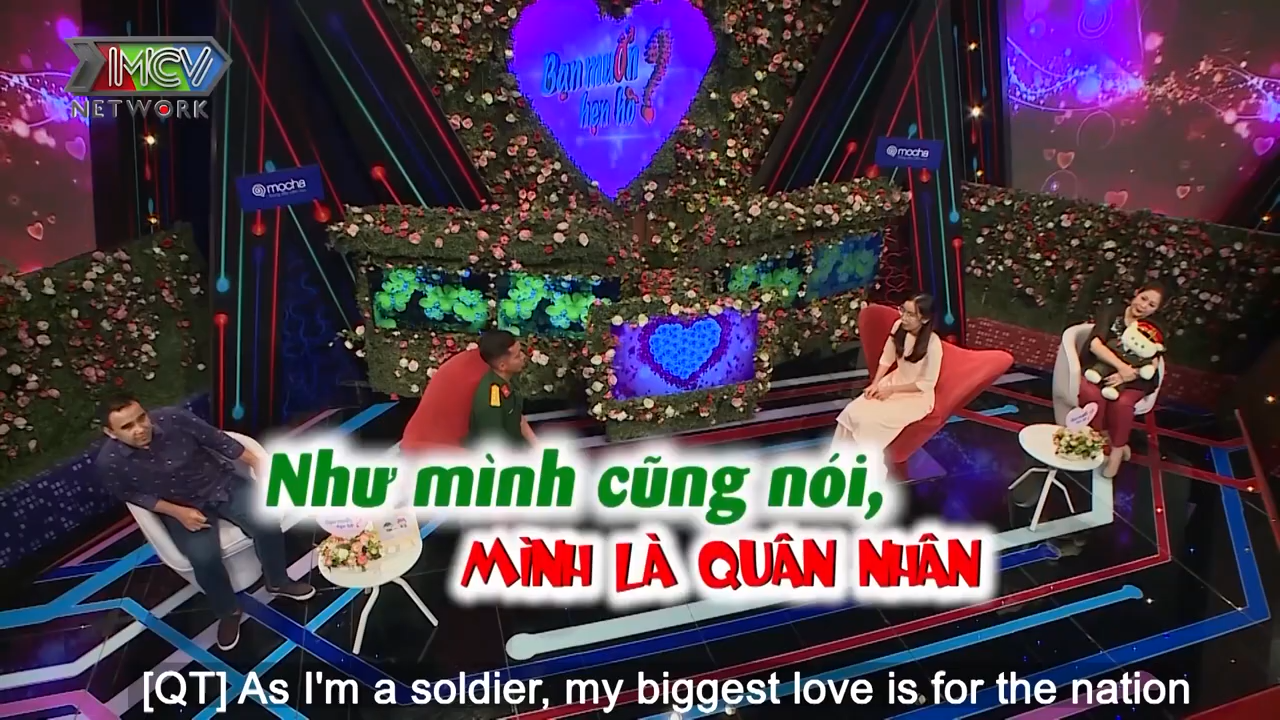 MCV
NETWORK
Bạn muốn
hẹn hò?
mocha
mocha
Như mình cũng nói,
MÌNH LÀ QUÂN NHÂN
[QT] As I'm a soldier, my biggest love is for the nation